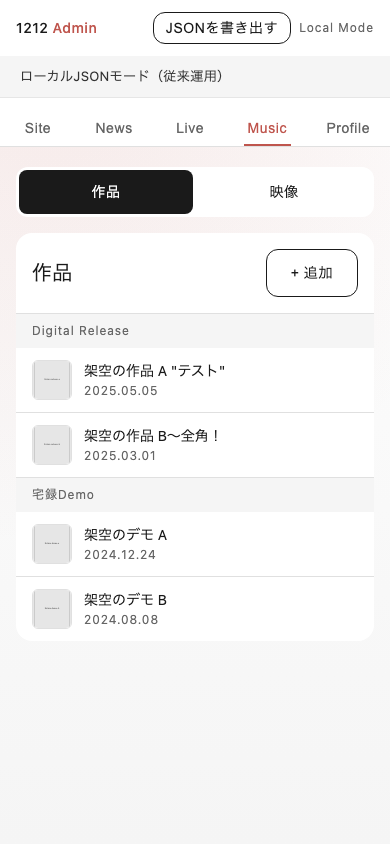 1212 Admin
JSONを書き出す
Local Mode
ローカルJSONモード（従来運用）
Site
News
Live
Music
Profile
作品
映像
作品
+ 追加
Digital Release
架空の作品 A "テスト"
2025.05.05
架空の作品 B〜全角！
2025.03.01
宅録Demo
架空のデモ A
2024.12.24
架空のデモ B
2024.08.08